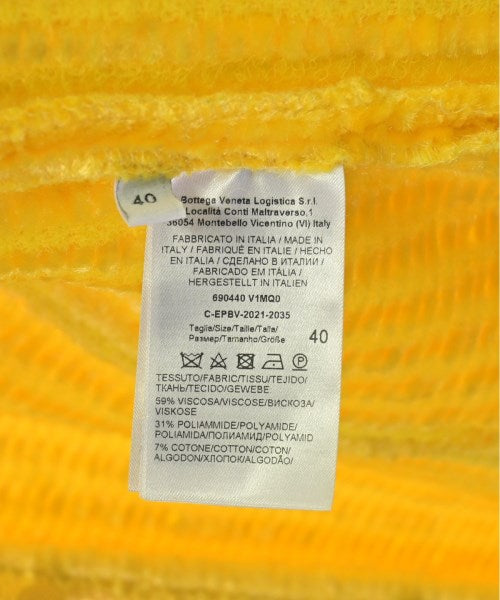 40
Bottega Veneta Logistica S.r.l.
Località Conti Maltraverso,1
36054 Montebello Vicentino (VI) Italy
FABBRICATO IN ITALIA / MADE IN
ITALY / FABRIQUÉ EN ITALIE / HECHO
EN ITALIA / СДЕЛАНО В ИТАЛИИ /
FABRICADO EM ITÁLIA /
HERGESTELLT IN ITALIEN
690440 V1MQ0
C-EPBV-2021-2035
Taglia/Size/Taille/Talla/
Размер/Tamanho/Größe
40
P
TESSUTO/FABRIC/TISSU/TEJIDO/
ТКАНЬ/TECIDO/GEWEBE
59% VISCOSA/VISCOSE/ВИСКОЗА/
VISKOSE
31% POLIAMMIDE/POLYAMIDE/
POLIAMIDA/ПОЛИАМИД/POLYAMID
7% COTONE/COTTON/COTON/
ALGODON/ХЛОПОК/ALGODÃO/